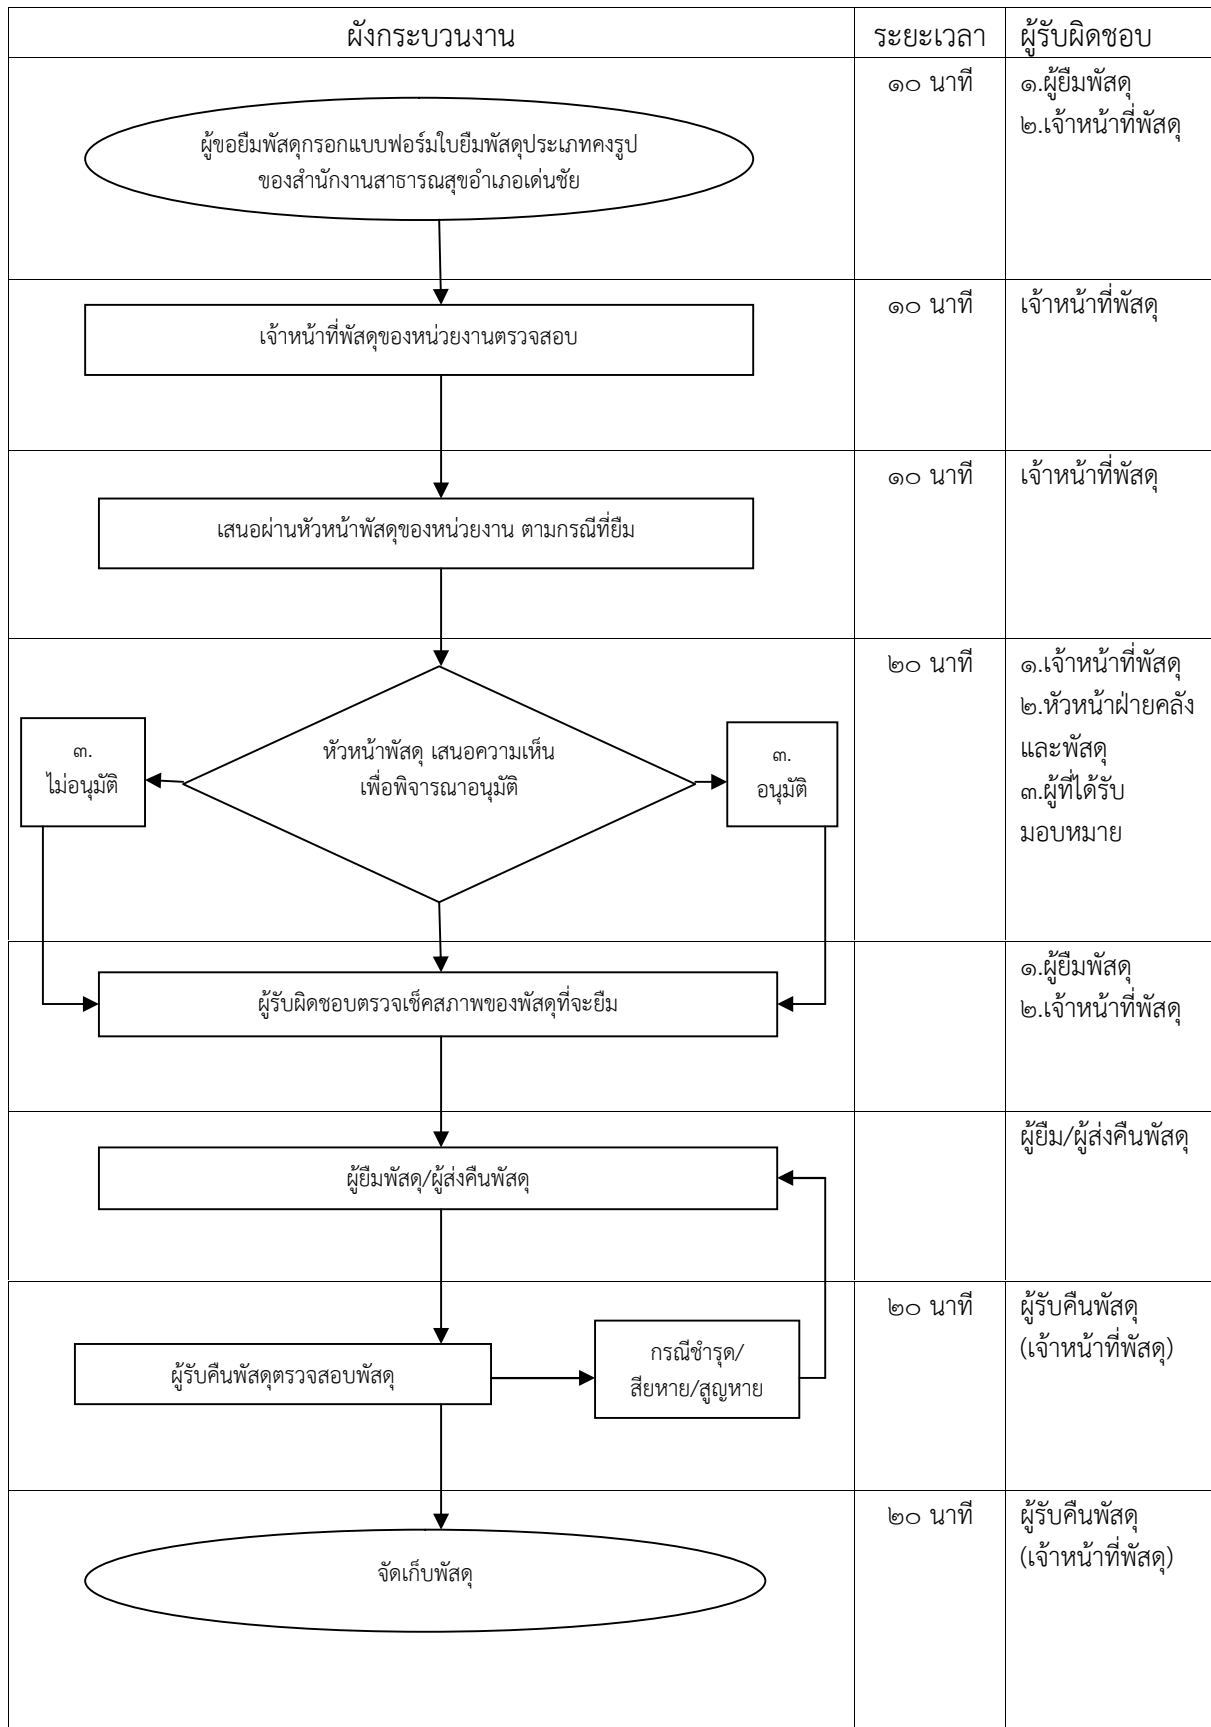 ผังกระบวนงาน
ระยะเวลา
ผู้รับผิดชอบ
ผู้ขอยืมพัสดุกรอกแบบฟอร์มใบยืมพัสดุประเภทคงรูป
ของสำนักงานสาธารณสุขอำเภอเด่นชัย
๑๐ นาที
๑.ผู้ยืมพัสดุ
๒.เจ้าหน้าที่พัสดุ
เจ้าหน้าที่พัสดุของหน่วยงานตรวจสอบ
๑๐ นาที
เจ้าหน้าที่พัสดุ
เสนอผ่านหัวหน้าพัสดุของหน่วยงาน ตามกรณีที่ยืม
๑๐ นาที
เจ้าหน้าที่พัสดุ
๓.
ไม่อนุมัติ
หัวหน้าพัสดุ เสนอความเห็น
เพื่อพิจารณาอนุมัติ
๓.
อนุมัติ
๒๐ นาที
๑.เจ้าหน้าที่พัสดุ
๒.หัวหน้าฝ่ายคลัง
และพัสดุ
๓.ผู้ที่ได้รับ
มอบหมาย
ผู้รับผิดชอบตรวจเช็คสภาพของพัสดุที่จะยืม
๑.ผู้ยืมพัสดุ
๒.เจ้าหน้าที่พัสดุ
ผู้ยืมพัสดุ/ผู้ส่งคืนพัสดุ
ผู้ยืม/ผู้ส่งคืนพัสดุ
ผู้รับคืนพัสดุตรวจสอบพัสดุ
กรณีชำรุด/
สียหาย/สูญหาย
๒๐ นาที
ผู้รับคืนพัสดุ
(เจ้าหน้าที่พัสดุ)
จัดเก็บพัสดุ
๒๐ นาที
ผู้รับคืนพัสดุ
(เจ้าหน้าที่พัสดุ)